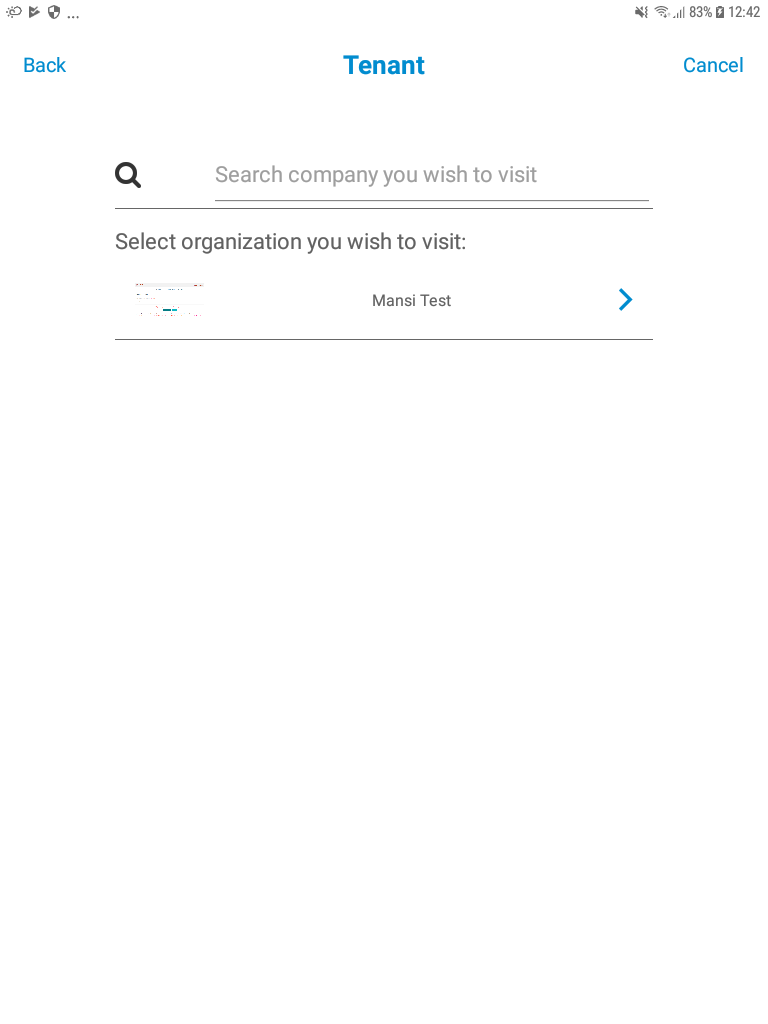 ... 83% 12:42
Back Tenant Cancel
Search company you wish to visit
Select organization you wish to visit:
Mansi Test